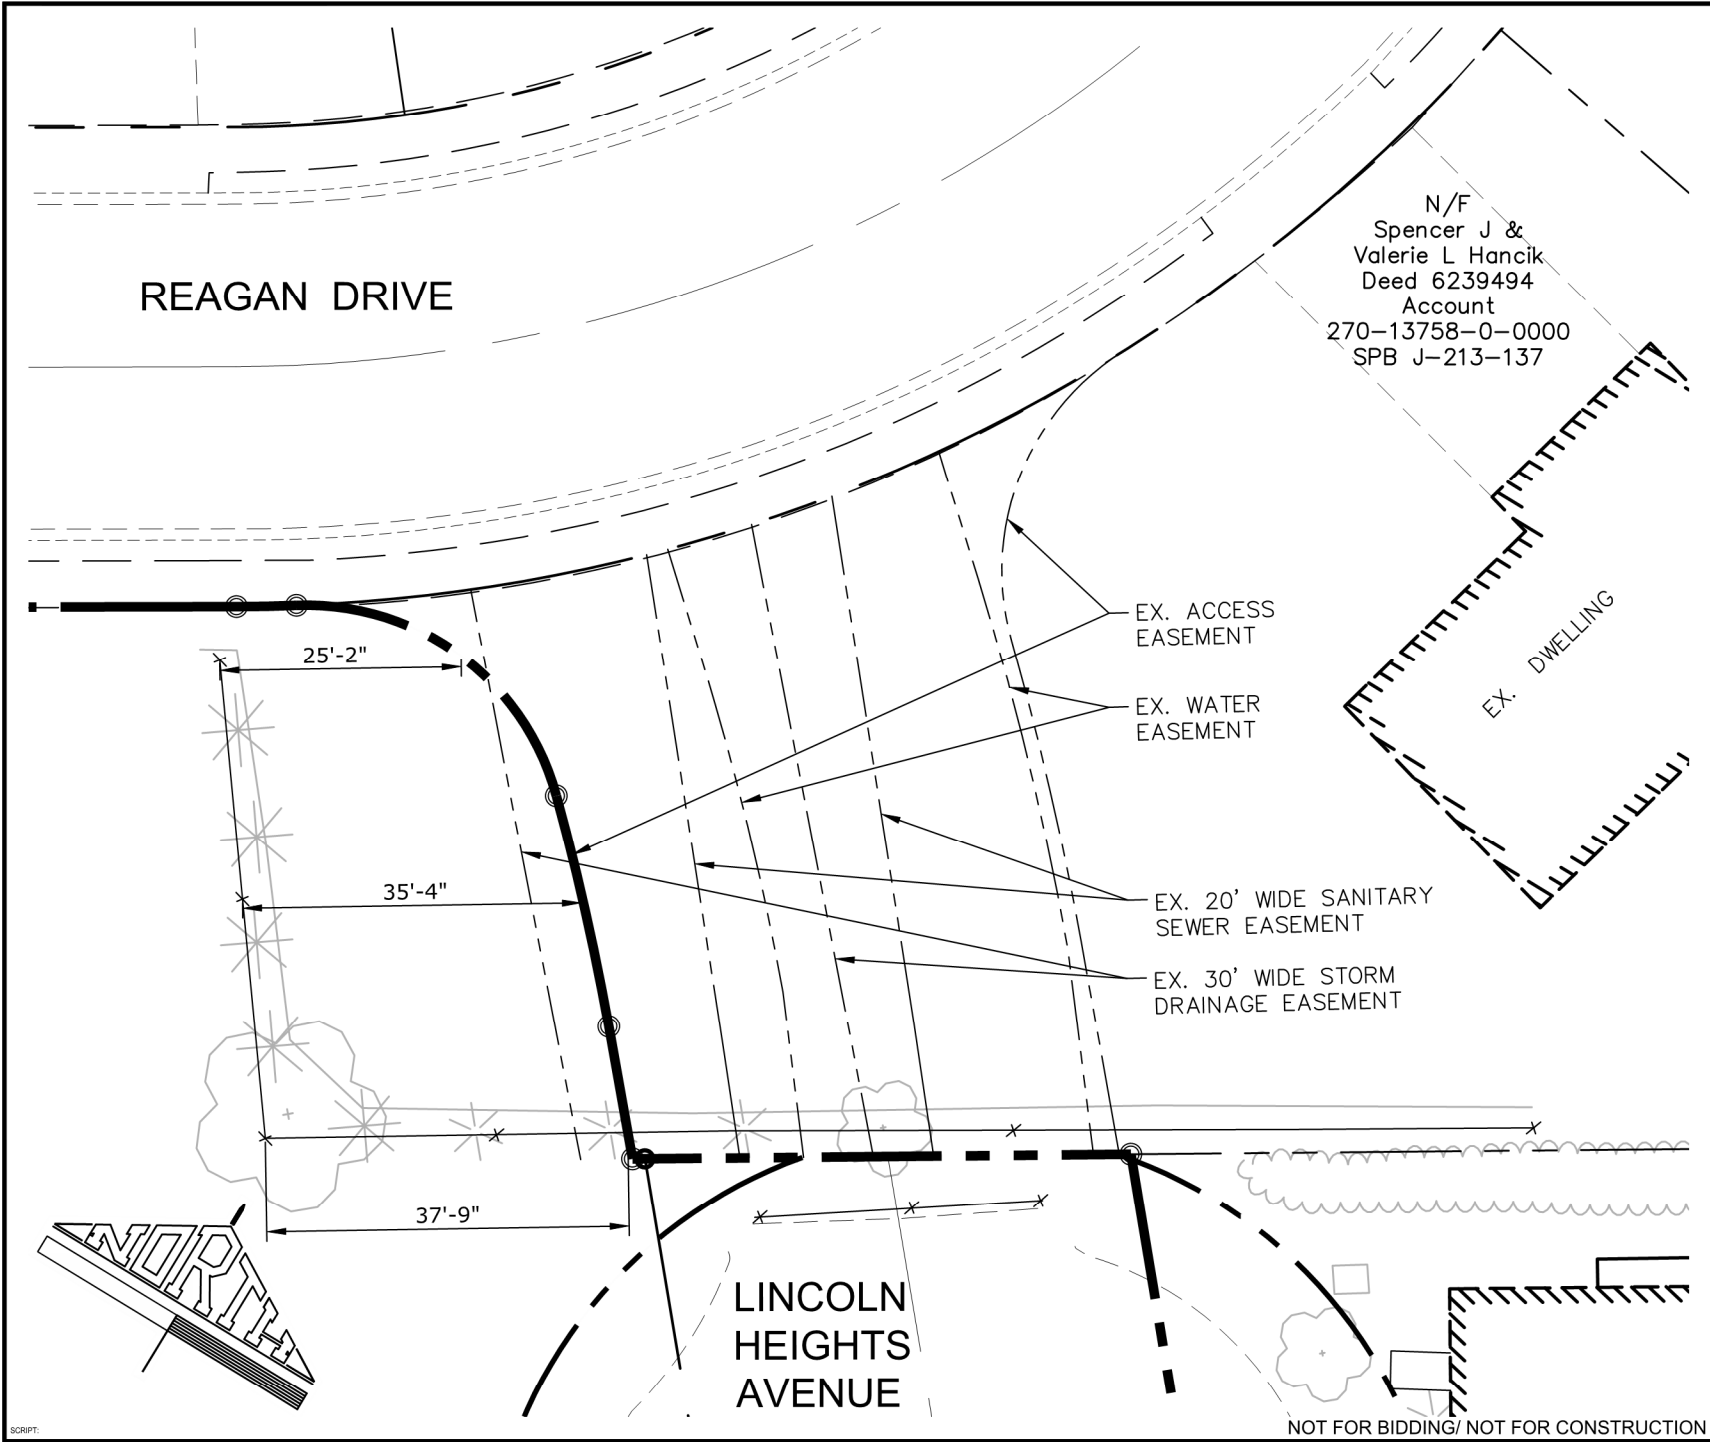 N/F
Spencer J &
Valerie L Hancik
Deed 6239494
Account
270-13758-0-0000
SPB J-213-137
REAGAN DRIVE
EX. DWELLING
EX. ACCESS
EASEMENT
25'-2"
EX. WATER
EASEMENT
35'-4"
EX. 20' WIDE SANITARY
SEWER EASEMENT
EX. 30' WIDE STORM
DRAINAGE EASEMENT
37'-9"
NORTH
LINCOLN
HEIGHTS
AVENUE
SCRIPT:
NOT FOR BIDDING/ NOT FOR CONSTRUCTION